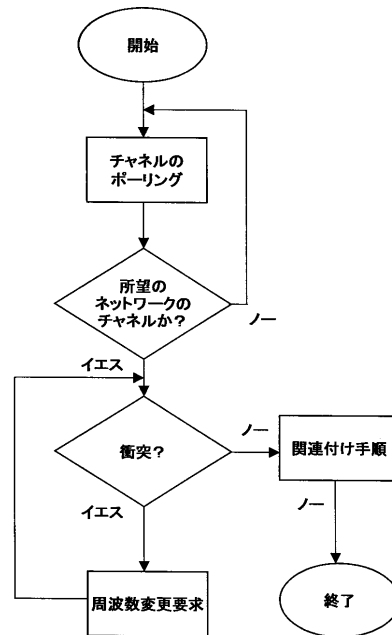 開始
チャネルの
ポーリング
所望の
ネットワークの
チャネルか？
ノー
イエス
衝突？
ノー
関連付け手順
イエス
ノー
周波数変更要求
終了